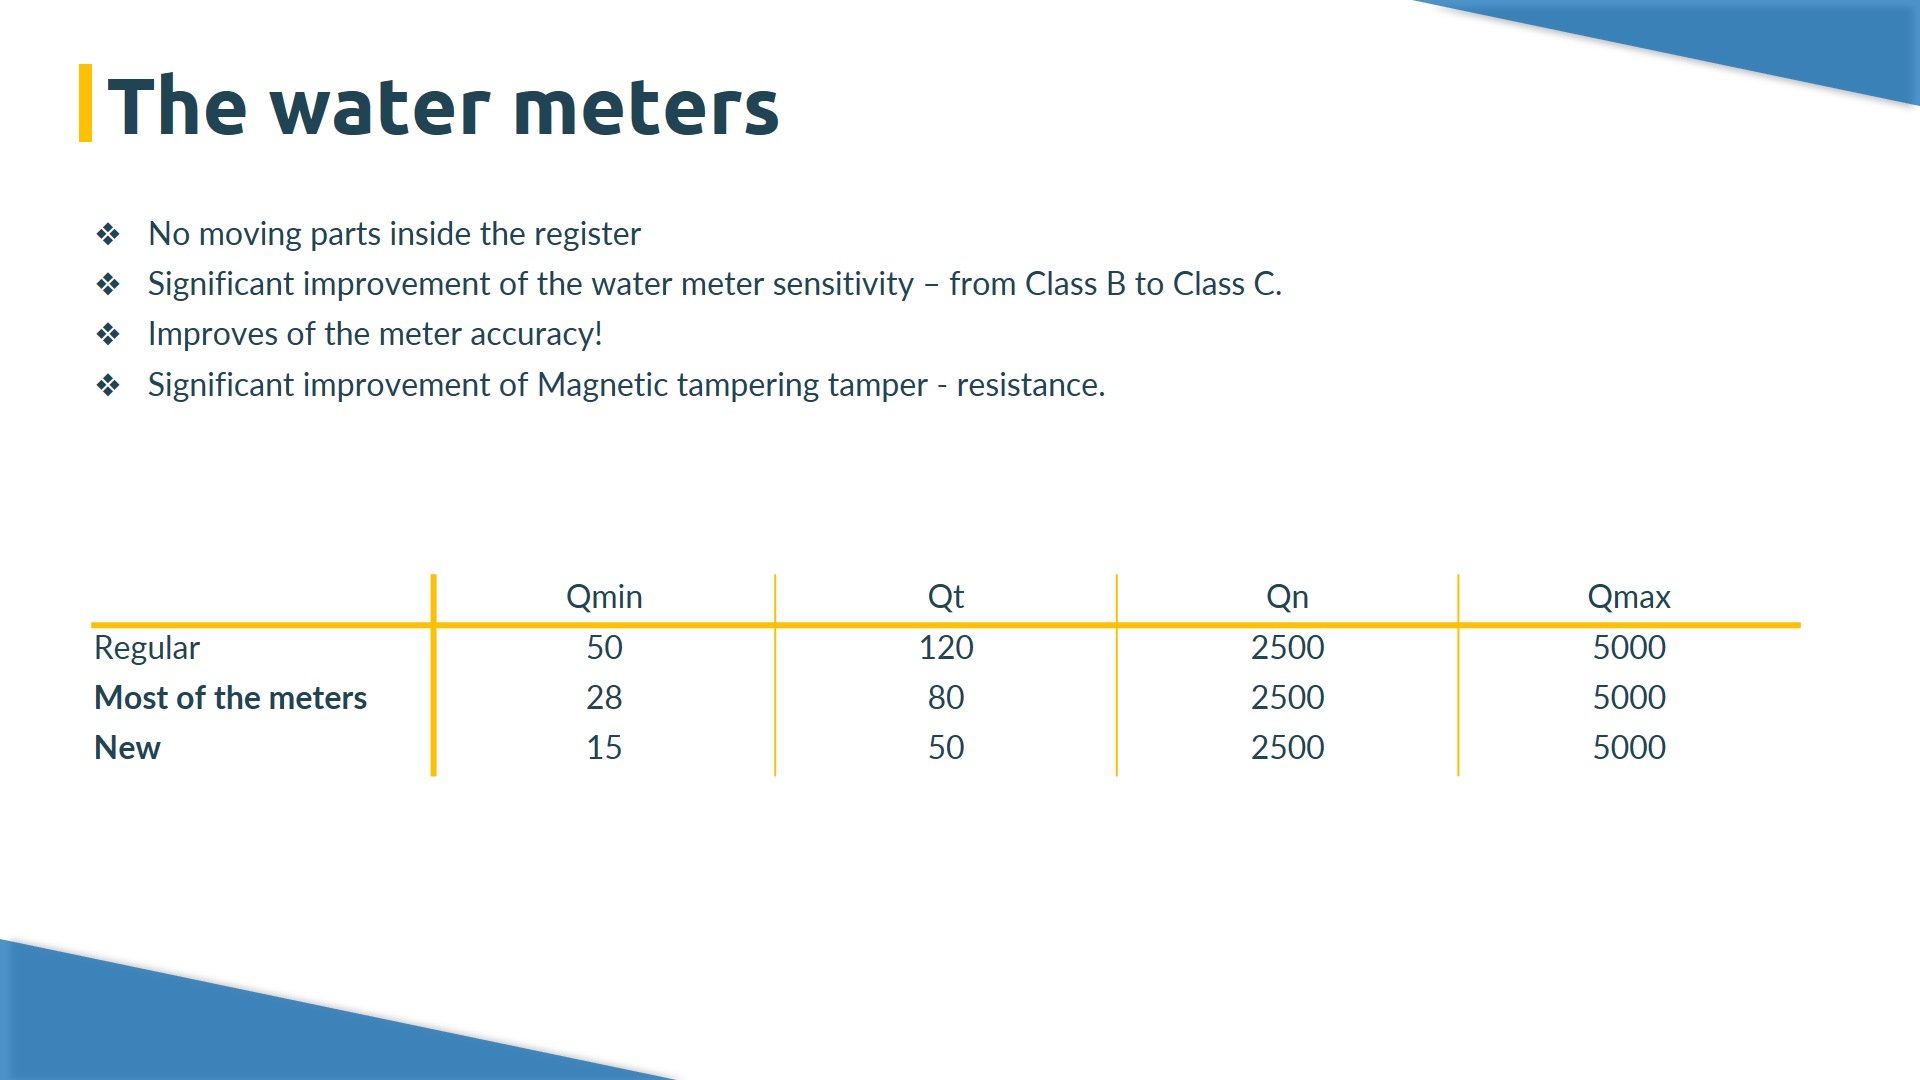 The water meters
❖ No moving parts inside the register
❖ Significant improvement of the water meter sensitivity – from Class B to Class C.
❖ Improves of the meter accuracy!
❖ Significant improvement of Magnetic tampering tamper - resistance.
Qmin Qt Qn Qmax
Regular 50 120 2500 5000
Most of the meters 28 80 2500 5000
New 15 50 2500 5000